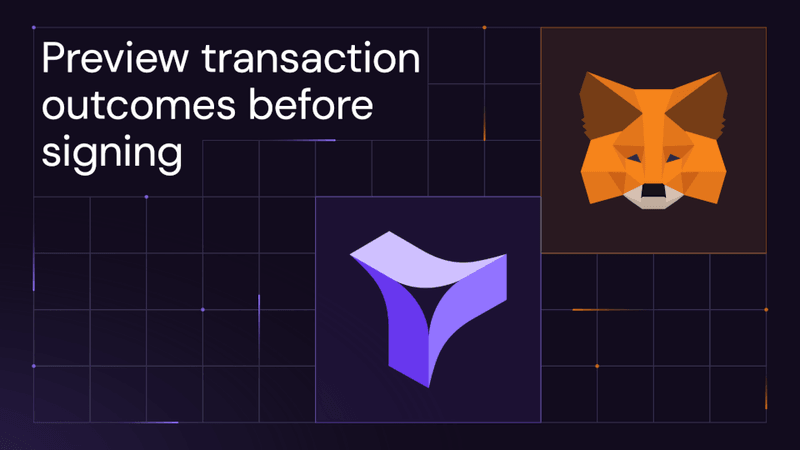 Preview transaction
outcomes before
signing